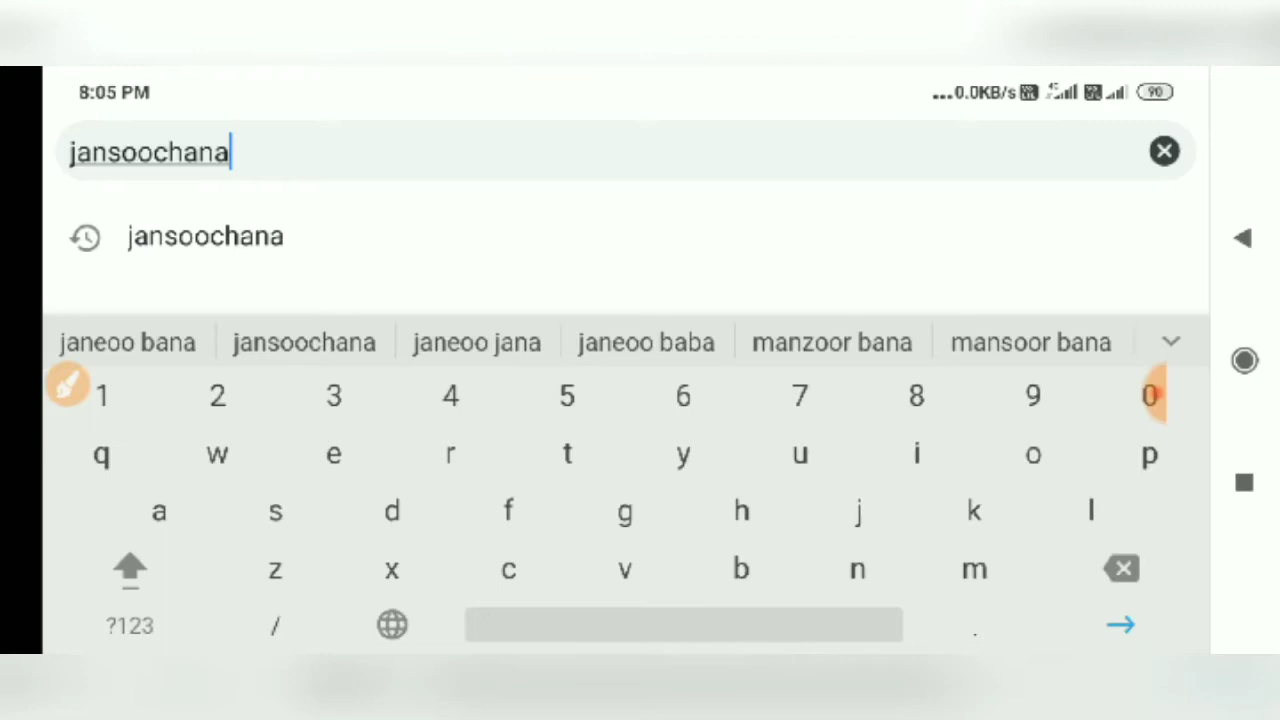 8:05 PM ...0.0KB/s 4G 90
jansoochana
jansoochana
janeoo bana jansoochana janeoo jana janeoo baba manzoor bana mansoor bana
1 2 3 4 5 6 7 8 9 0
q w e r t y u i o p
a s d f g h j k l
z x c v b n m
?123 / .